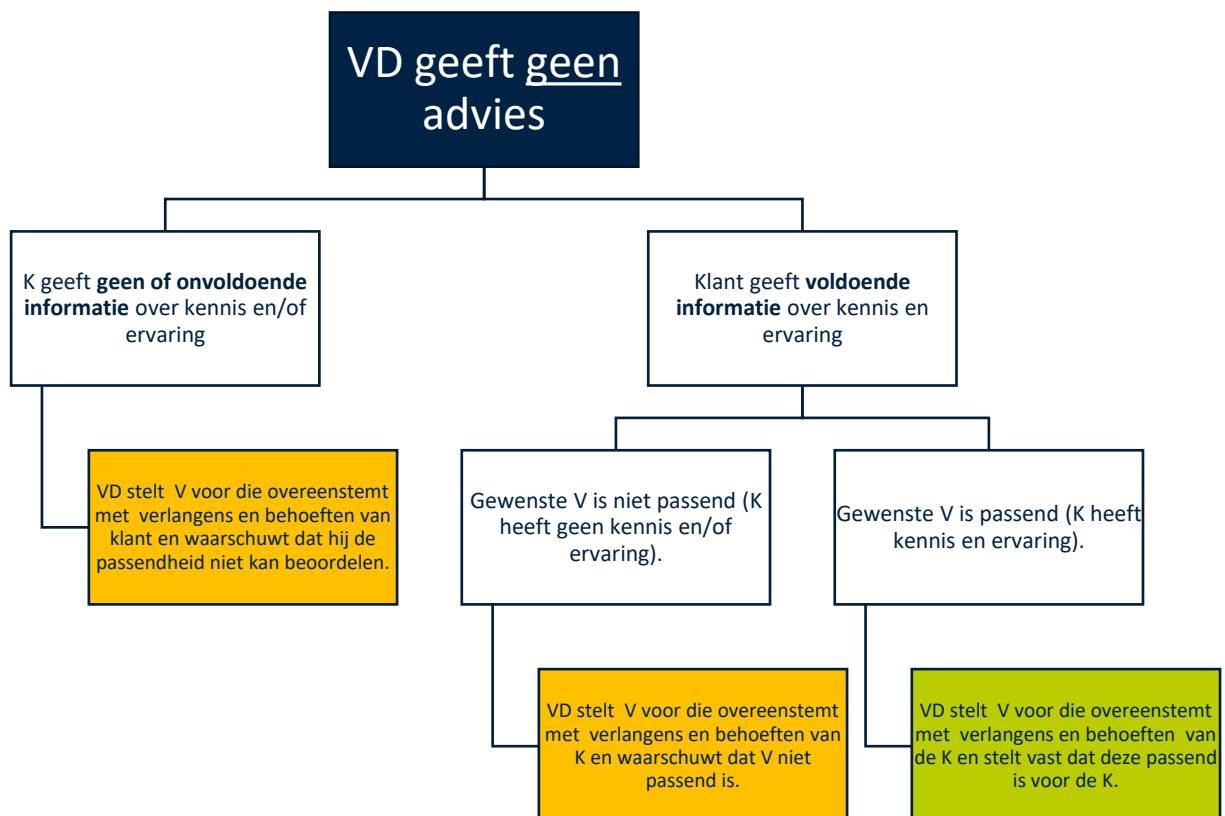 VD geeft geen
advies
K geeft geen of onvoldoende
informatie over kennis en/of
ervaring
Klant geeft voldoende
informatie over kennis en
ervaring
VD stelt V voor die overeenstemt
met verlangens en behoeften van
klant en waarschuwt dat hij de
passendheid niet kan beoordelen.
Gewenste V is niet passend (K
heeft geen kennis en/of
ervaring).
Gewenste V is passend (K heeft
kennis en ervaring).
VD stelt V voor die overeenstemt
met verlangens en behoeften van
K en waarschuwt dat V niet
passend is.
VD stelt V voor die overeenstemt
met verlangens en behoeften van
de K en stelt vast dat deze passend
is voor de K.